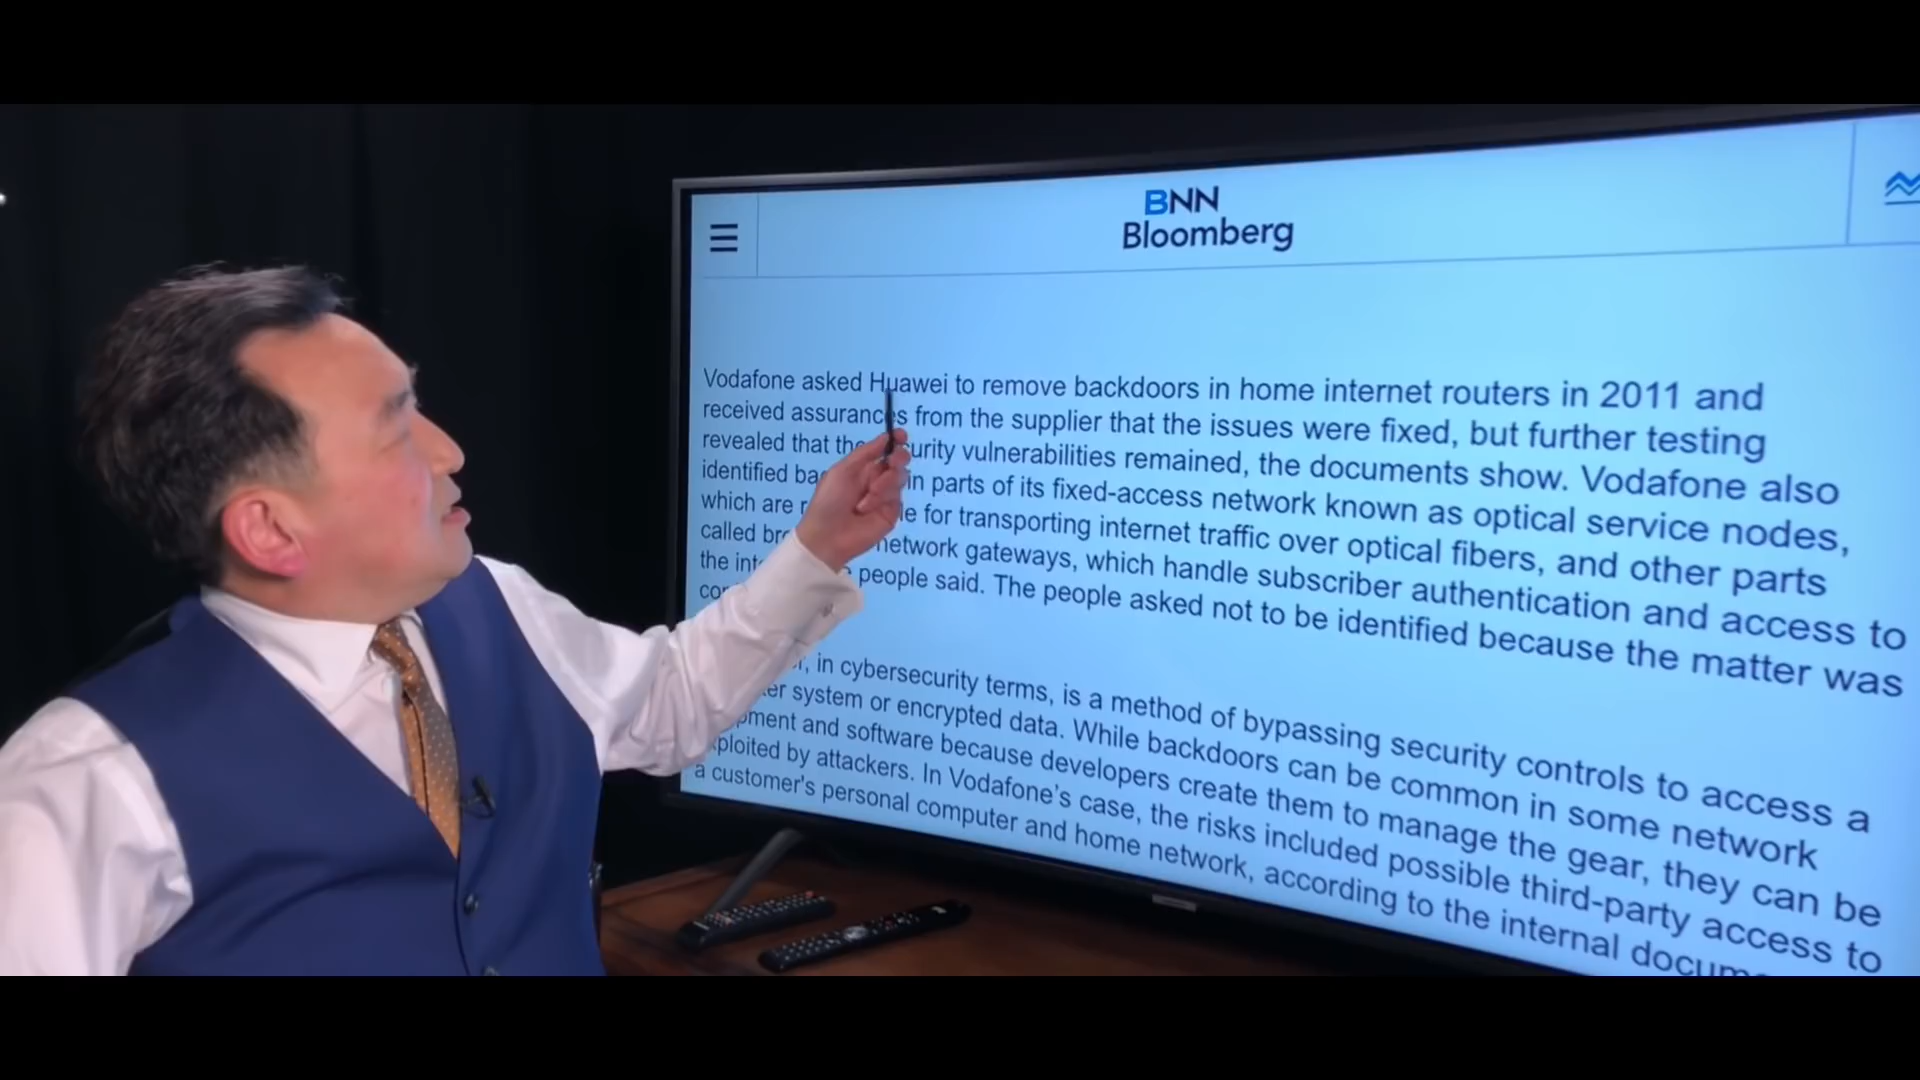 BNN
Bloomberg
Vodafone asked Huawei to remove backdoors in home internet routers in 2011 and
received assurances from the supplier that the issues were fixed, but further testing
revealed that the urity vulnerabilities remained, the documents show. Vodafone also
identified in parts of its fixed-access network known as optical service nodes,
which are for transporting internet traffic over optical fibers, and other parts
called network gateways, which handle subscriber authentication and access to
the people said. The people asked not to be identified because the matter was
in cybersecurity terms, is a method of bypassing security controls to access a
system or encrypted data. While backdoors can be common in some network
and software because developers create them to manage the gear, they can be
exploited by attackers. In Vodafone's case, the risks included possible third-party access to
a customer's personal computer and home network, according to the internal